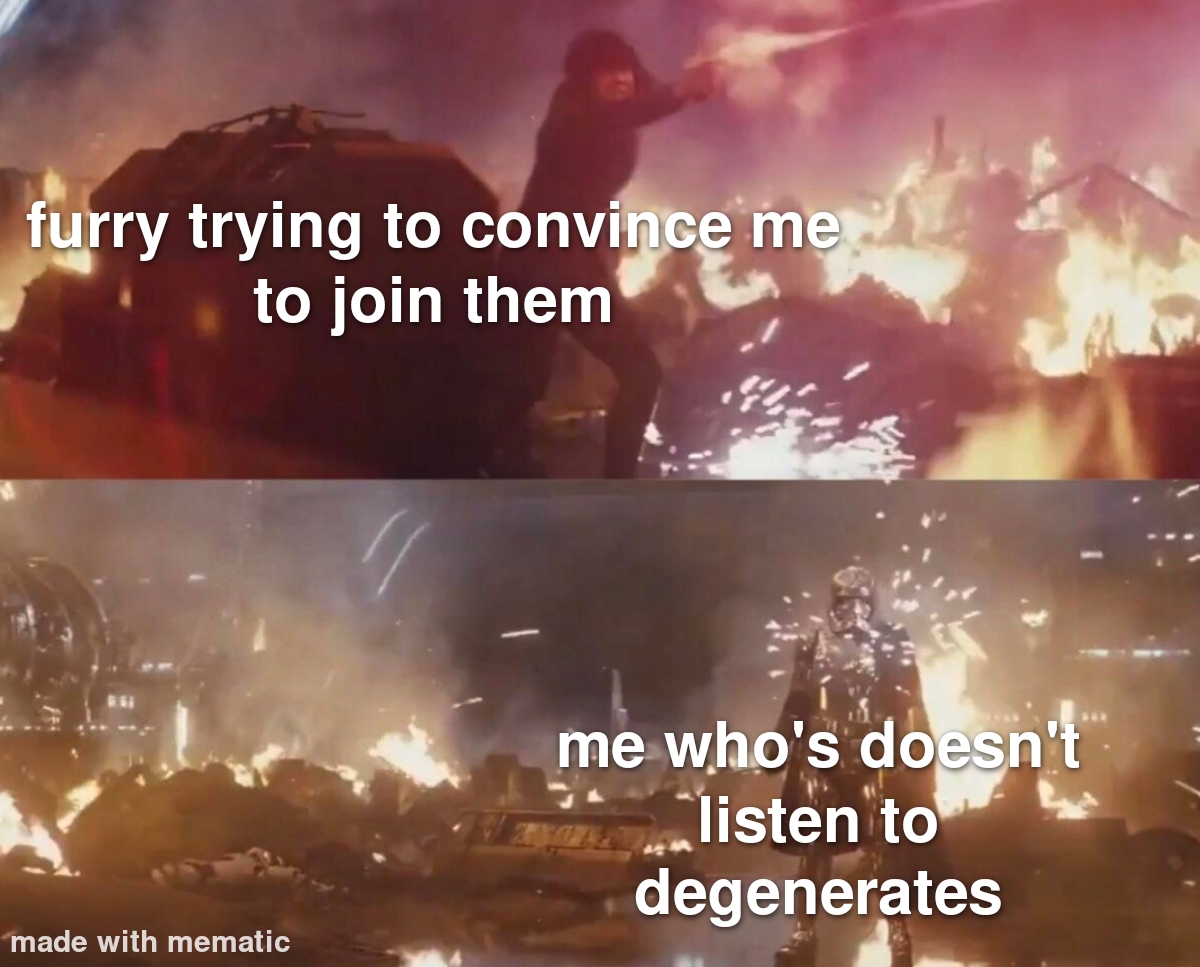 furry trying to convince me
to join them
me who's doesn't
listen to
degenerates
made with mematic